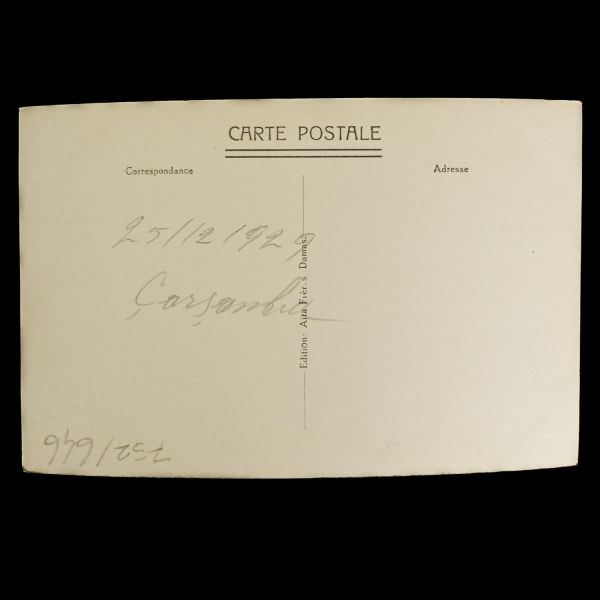 CARTE POSTALE
Correspondance
Adresse
25/12/1929
Çarşamba
Edition: Aita Frères. Damas.
752/646